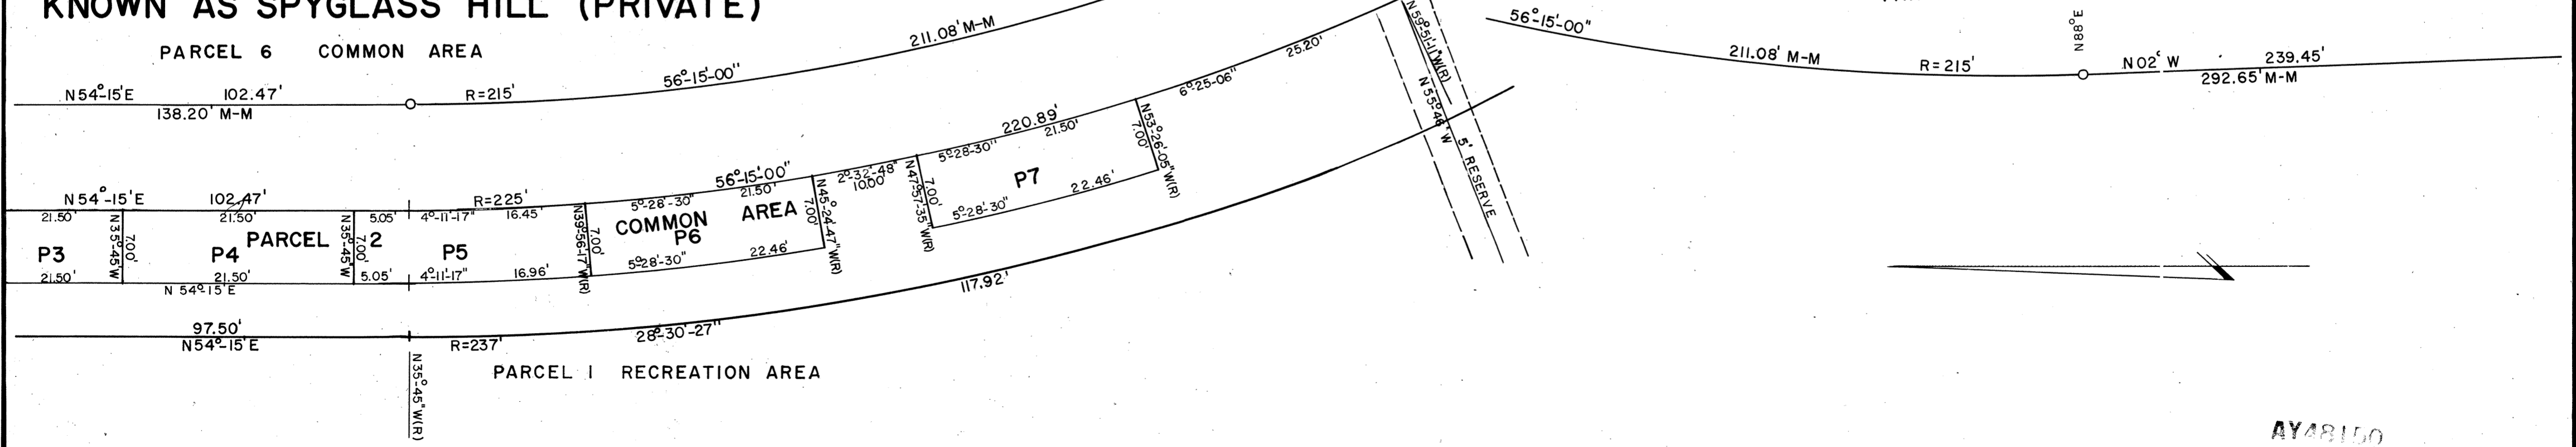 KNOWN AS SPYGLASS HILL (PRIVATE)
PARCEL 6 COMMON AREA
N54°-15'E 102.47' R=215' 56°-15'-00" 211.08' M-M
138.20' M-M
56°-15'-00" 211.08' M-M R=215' N88°E N02° W 239.45'
292.65' M-M
N54°-15'E 102.47' R=225' 56°-15'-00" 220.89'
21.50' 21.50' 5.05' 4°-11'-17" 16.45' 5°-28'-30" 21.50' 2°-32'-48" 10.00' 5°-28'-30" 21.50' 6°-25'-06" 25.20'
N35°-45'W 7.00' N35°-45'W 7.00' N39°-56'-17"W(R) 7.00' N45°-24'-47"W(R) 7.00' N47°-57'-35"W(R) 7.00' N53°-26'-05"W(R) 7.00' N59°-51'-11"W(R)
N55°-46' W
5' RESERVE
PARCEL 2 COMMON AREA
P3 P4 P5 P6 P7
21.50' 21.50' 5.05' 4°-11'-17" 16.96' 5°-28'-30" 22.46' 5°-28'-30" 22.46'
N 54°-15'E
97.50' 28°-30'-27" 117.92'
N54°-15'E R=237'
N35°-45'W(R)
PARCEL 1 RECREATION AREA
AY48150